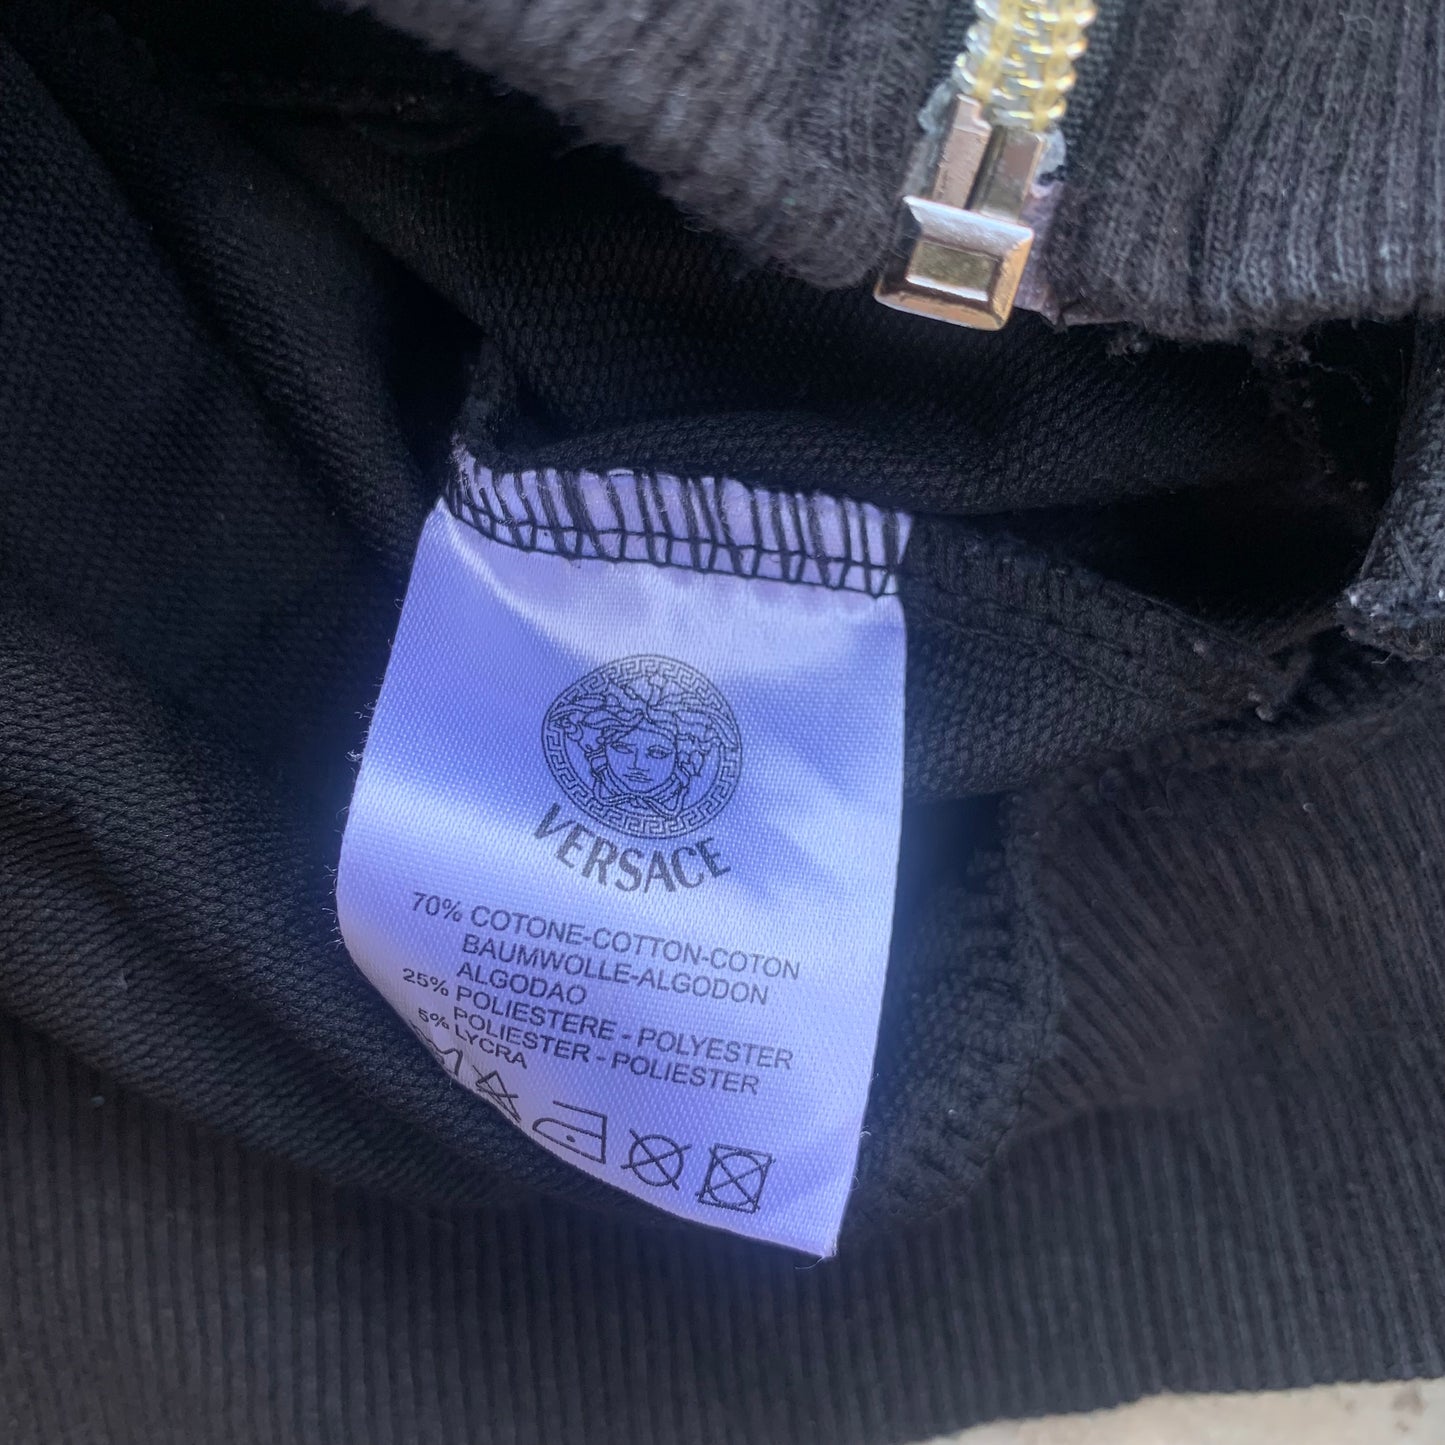 VERSACE
70% COTONE-COTTON-COTON
BAUMWOLLE-ALGODON
ALGODAO
25% POLIESTERE - POLYESTER
POLIESTER - POLIESTER
5% LYCRA